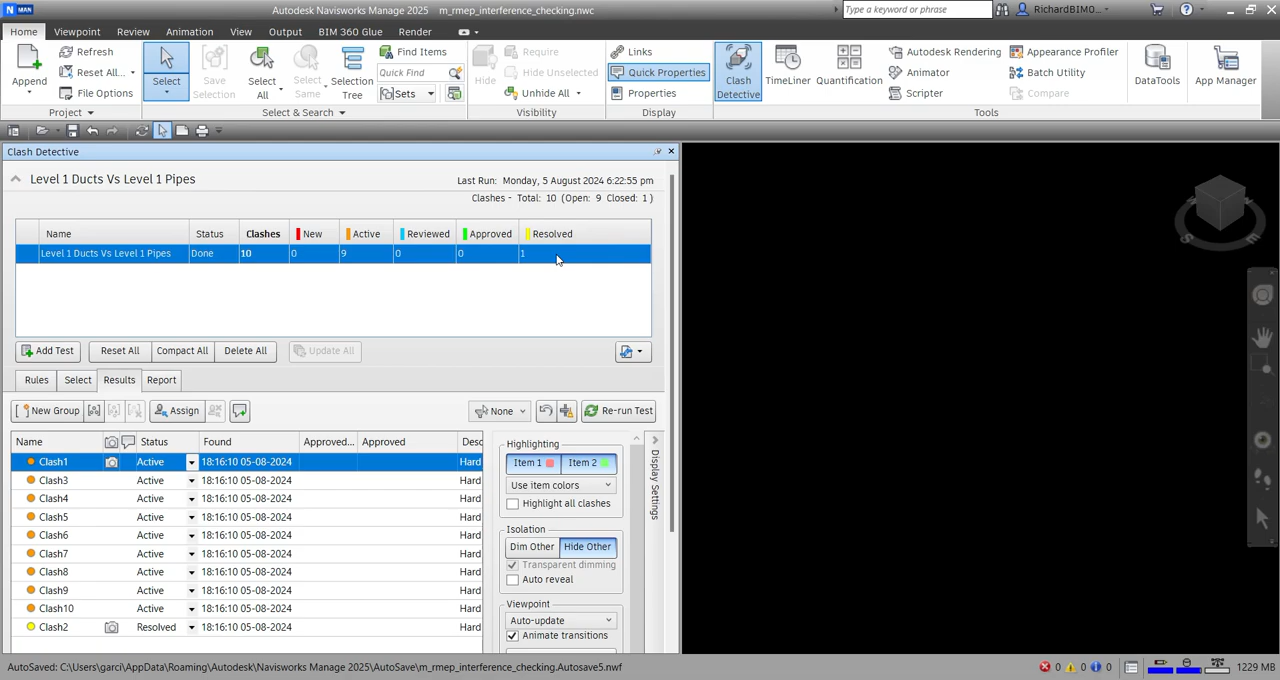 MAN
Autodesk Navisworks Manage 2025 m_rmep_interference_checking.nwc
Type a keyword or phrase
RichardBIMO...
Home Viewpoint Review Animation View Output BIM 360 Glue Render
Append
Refresh
Reset All...
File Options
Project
Select
Save Selection
Select All
Select Same
Selection Tree
Find Items
Quick Find
Sets
Select & Search
Hide
Require
Hide Unselected
Unhide All
Visibility
Links
Quick Properties
Properties
Display
Clash Detective
TimeLiner
Quantification
Autodesk Rendering
Animator
Scripter
Appearance Profiler
Batch Utility
Compare
DataTools
App Manager
Tools
Clash Detective
Level 1 Ducts Vs Level 1 Pipes
Last Run: Monday, 5 August 2024 6:22:55 pm
Clashes - Total: 10 (Open: 9 Closed: 1 )
Name Status Clashes New Active Reviewed Approved Resolved
Level 1 Ducts Vs Level 1 Pipes Done 10 0 9 0 0 1
Add Test Reset All Compact All Delete All Update All
Rules Select Results Report
New Group Assign None Re-run Test
Name Status Found Approved... Approved Desc
Clash1 Active 18:16:10 05-08-2024 Hard
Clash3 Active 18:16:10 05-08-2024 Hard
Clash4 Active 18:16:10 05-08-2024 Hard
Clash5 Active 18:16:10 05-08-2024 Hard
Clash6 Active 18:16:10 05-08-2024 Hard
Clash7 Active 18:16:10 05-08-2024 Hard
Clash8 Active 18:16:10 05-08-2024 Hard
Clash9 Active 18:16:10 05-08-2024 Hard
Clash10 Active 18:16:10 05-08-2024 Hard
Clash2 Resolved 18:16:10 05-08-2024 Hard
Highlighting
Item 1 Item 2
Use item colors
Highlight all clashes
Isolation
Dim Other Hide Other
Transparent dimming
Auto reveal
Viewpoint
Auto-update
Animate transitions
Display Settings
S E
AutoSaved: C:\Users\garci\AppData\Roaming\Autodesk\Navisworks Manage 2025\AutoSave\m_rmep_interference_checking.Autosave5.nwf
0 0 0 1229 MB